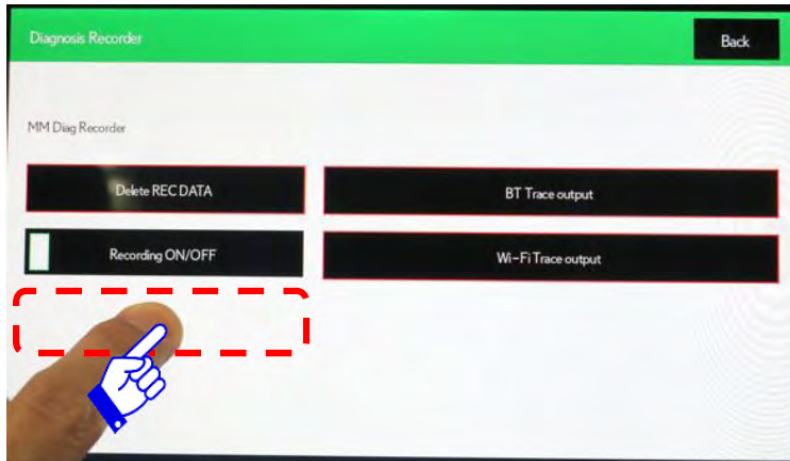 Diagnosis Recorder
Back
MM Diag Recorder
Delete REC DATA
BT Trace output
Recording ON/OFF
Wi-Fi Trace output